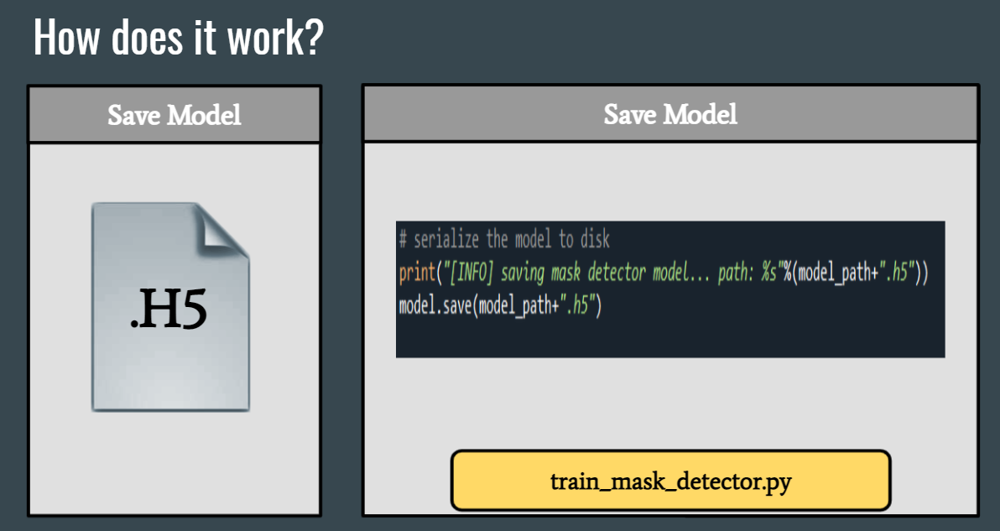 How does it work?
Save Model
.H5
Save Model
# serialize the model to disk
print("[INFO] saving mask detector model... path: %s"%(model_path+".h5"))
model.save(model_path+".h5")
train_mask_detector.py